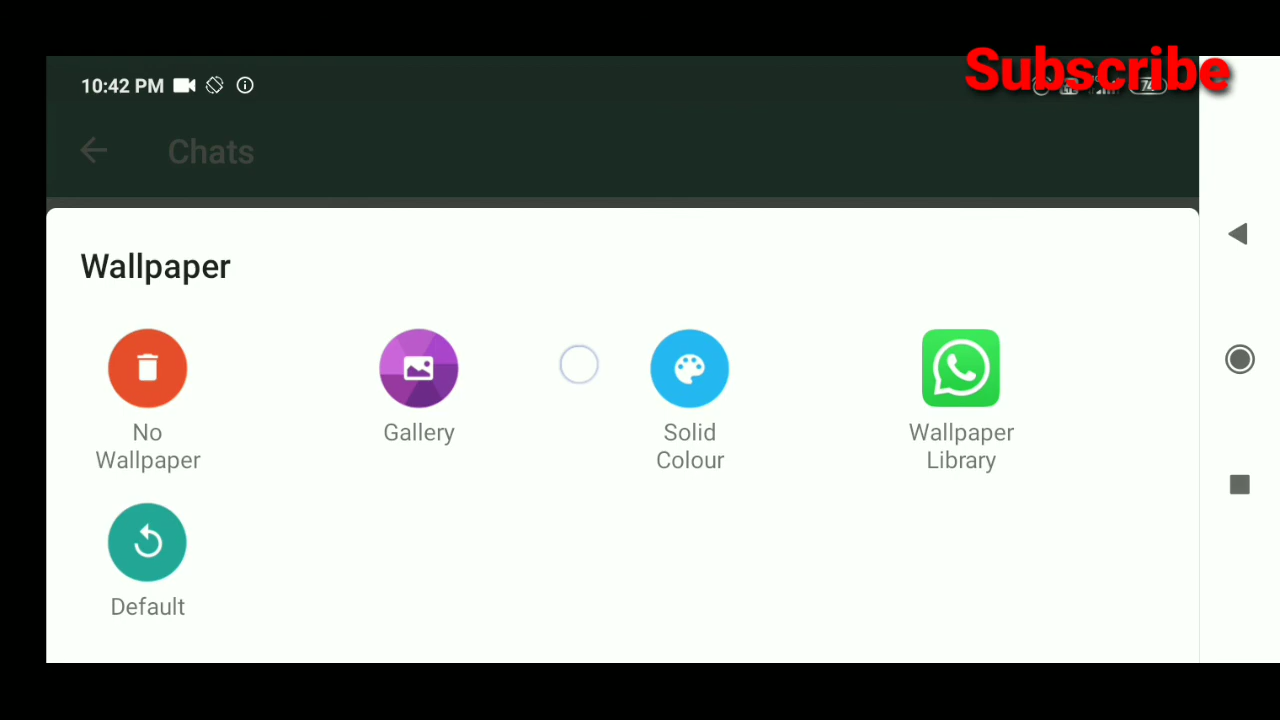 Subscribe
10:42 PM
Chats
Wallpaper
No
Wallpaper
Gallery
Solid
Colour
Wallpaper
Library
Default